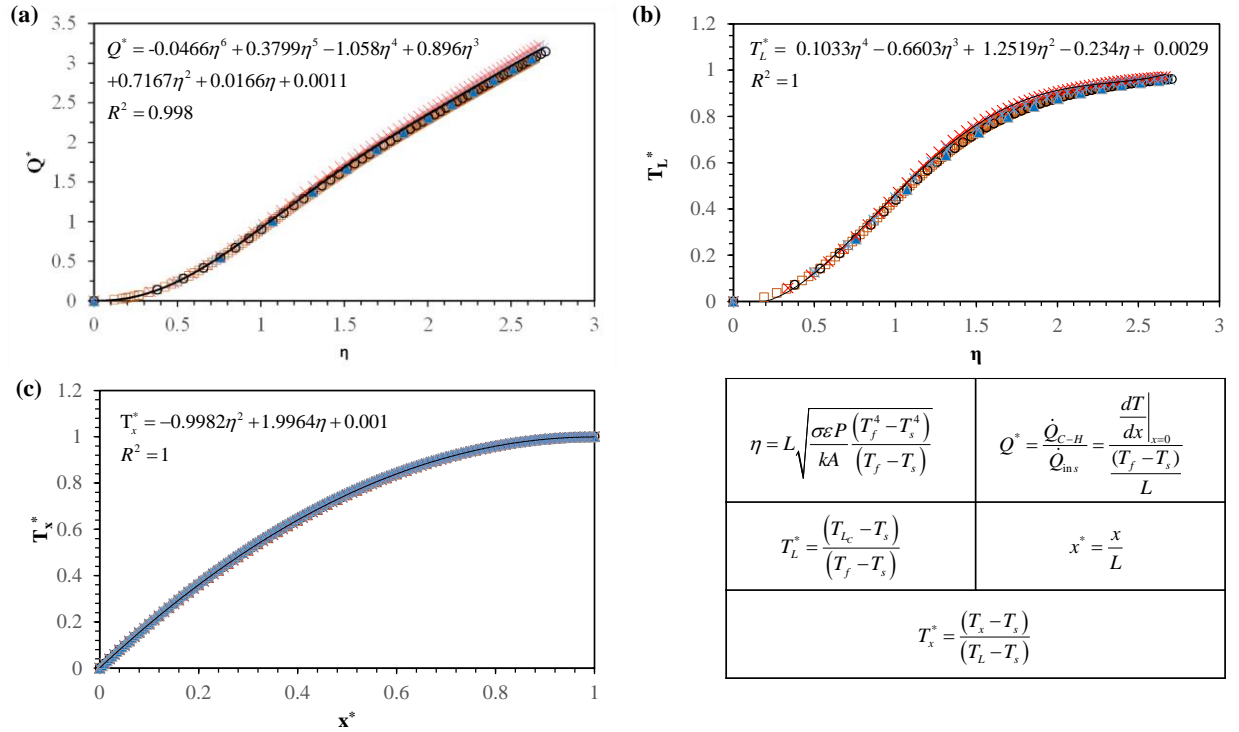 (a)
Q* = -0.0466η⁶ + 0.3799η⁵ −1.058η⁴ + 0.896η³
+0.7167η² + 0.0166η + 0.0011
R² = 0.998
3.5
3
2.5
2
1.5
1
0.5
0
Q*
0 0.5 1 1.5 2 2.5 3
η
(b)
T_L* = 0.1033η⁴ − 0.6603η³ + 1.2519η² − 0.234η + 0.0029
R² = 1
1.2
1
0.8
0.6
0.4
0.2
0
T_L*
0 0.5 1 1.5 2 2.5 3
η
(c)
T_x* = −0.9982η² + 1.9964η + 0.001
R² = 1
1.2
1
0.8
0.6
0.4
0.2
0
T_x*
0 0.2 0.4 0.6 0.8 1
x*
η = L√(σεP/kA (T_f⁴ − T_s⁴)/(T_f − T_s))
Q* = Q̇_C−H/Q̇_ins = (dT/dx|_x=0)/((T_f − T_s)/L)
T_L* = (T_L_C − T_s)/(T_f − T_s)
x* = x/L
T_x* = (T_x − T_s)/(T_L − T_s)